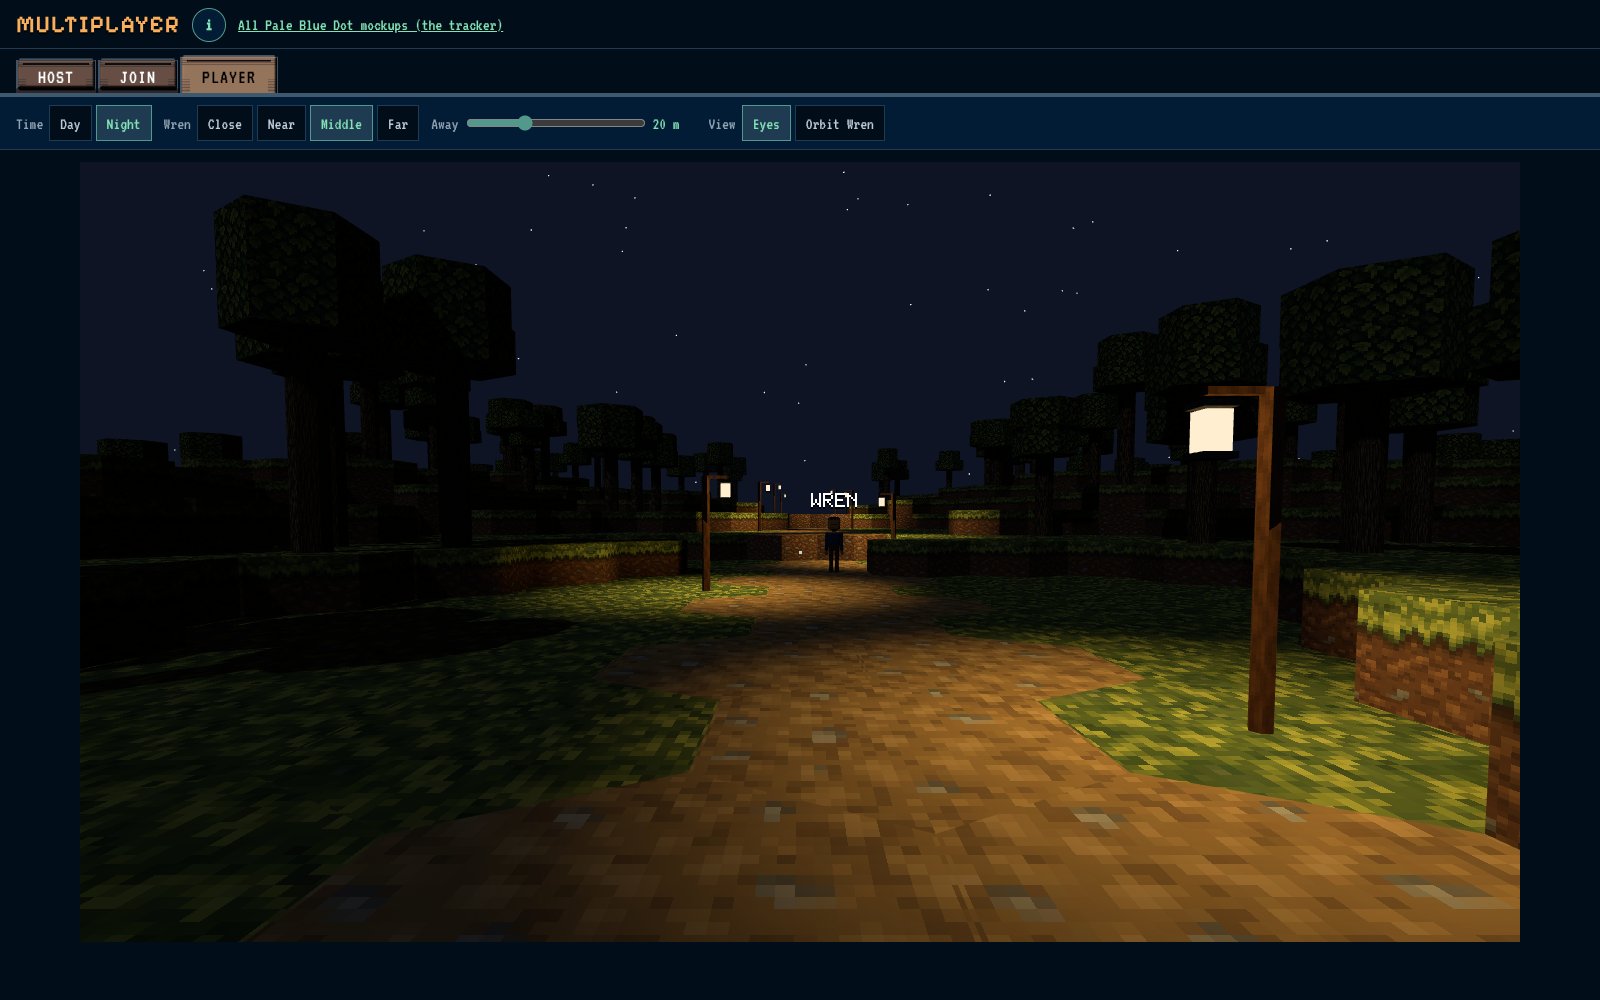 MULTIPLAYER i All Pale Blue Dot mockups (the tracker)
HOST JOIN PLAYER
Time Day Night Wren Close Near Middle Far Away 20 m View Eyes Orbit Wren
WREN